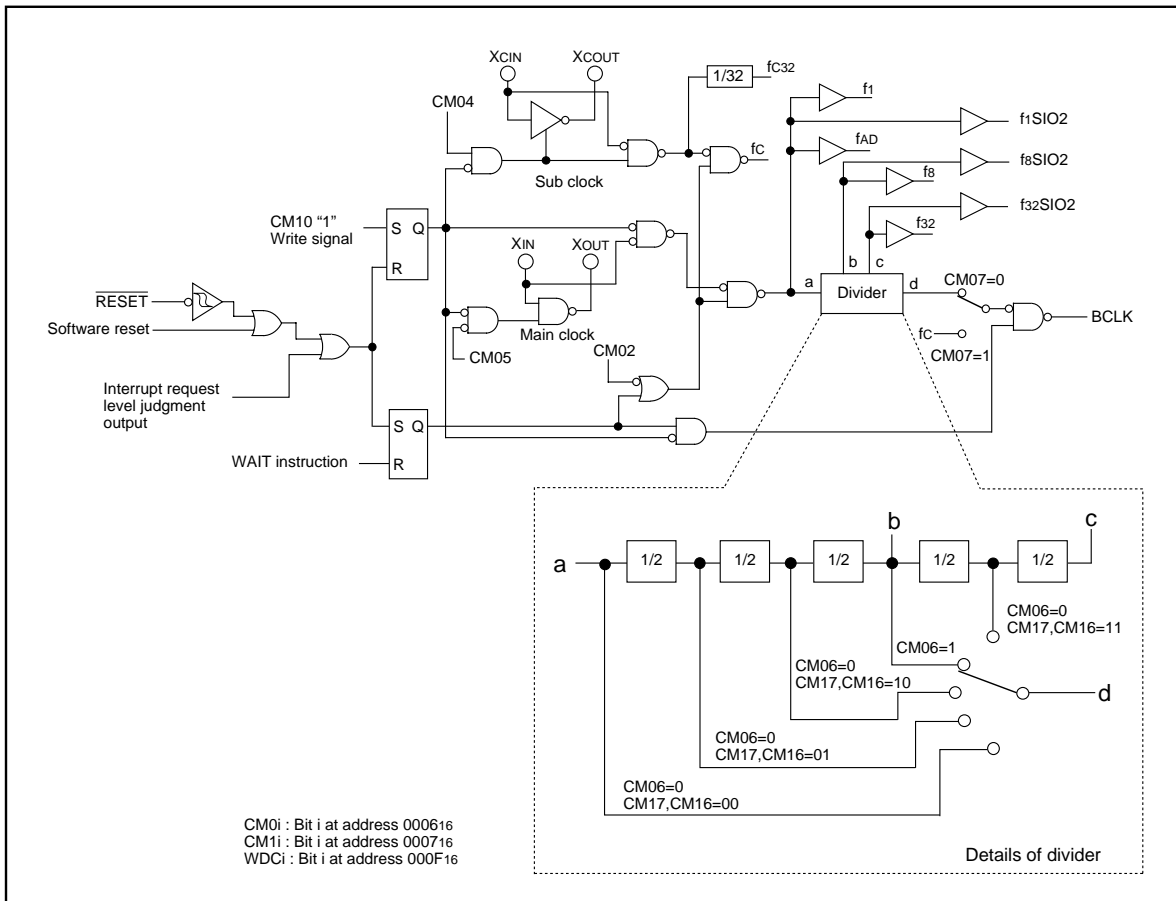 XCIN
XCOUT
1/32
fC32
CM04
f1
f1SIO2
fAD
fC
Sub clock
f8SIO2
f8
f32SIO2
f32
CM10 “1”
Write signal
S Q
R
XIN
XOUT
b
c
a
Divider
d
CM07=0
BCLK
fC
CM07=1
RESET
Software reset
Main clock
CM05
CM02
Interrupt request
level judgment
output
S Q
R
WAIT instruction
a
1/2
1/2
1/2
b
1/2
1/2
c
CM06=0
CM17,CM16=11
CM06=1
CM06=0
CM17,CM16=10
d
CM06=0
CM17,CM16=01
CM06=0
CM17,CM16=00
CM0i : Bit i at address 000616
CM1i : Bit i at address 000716
WDCi : Bit i at address 000F16
Details of divider